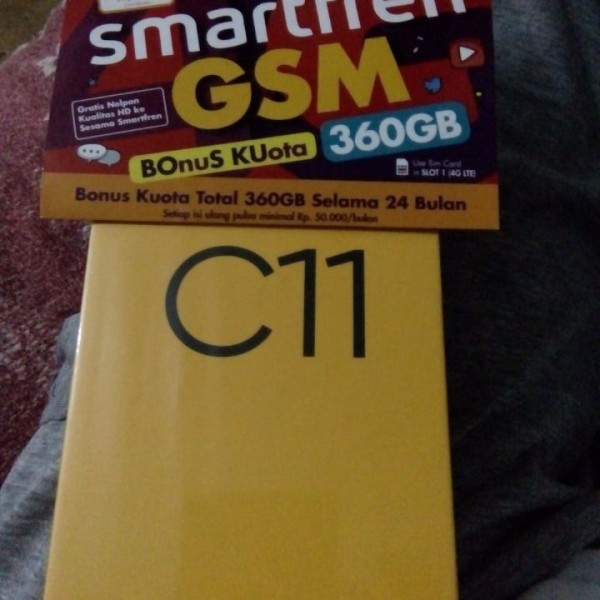 smartfren
GSM
Gratis Nelpon
Kualitas HD ke
Sesama Smartfren
BOnuS KUota
360GB
Use Sim Card
in SLOT 1 (4G LTE)
Bonus Kuota Total 360GB Selama 24 Bulan
Setiap isi ulang pulsa minimal Rp. 50.000/bulan
C11